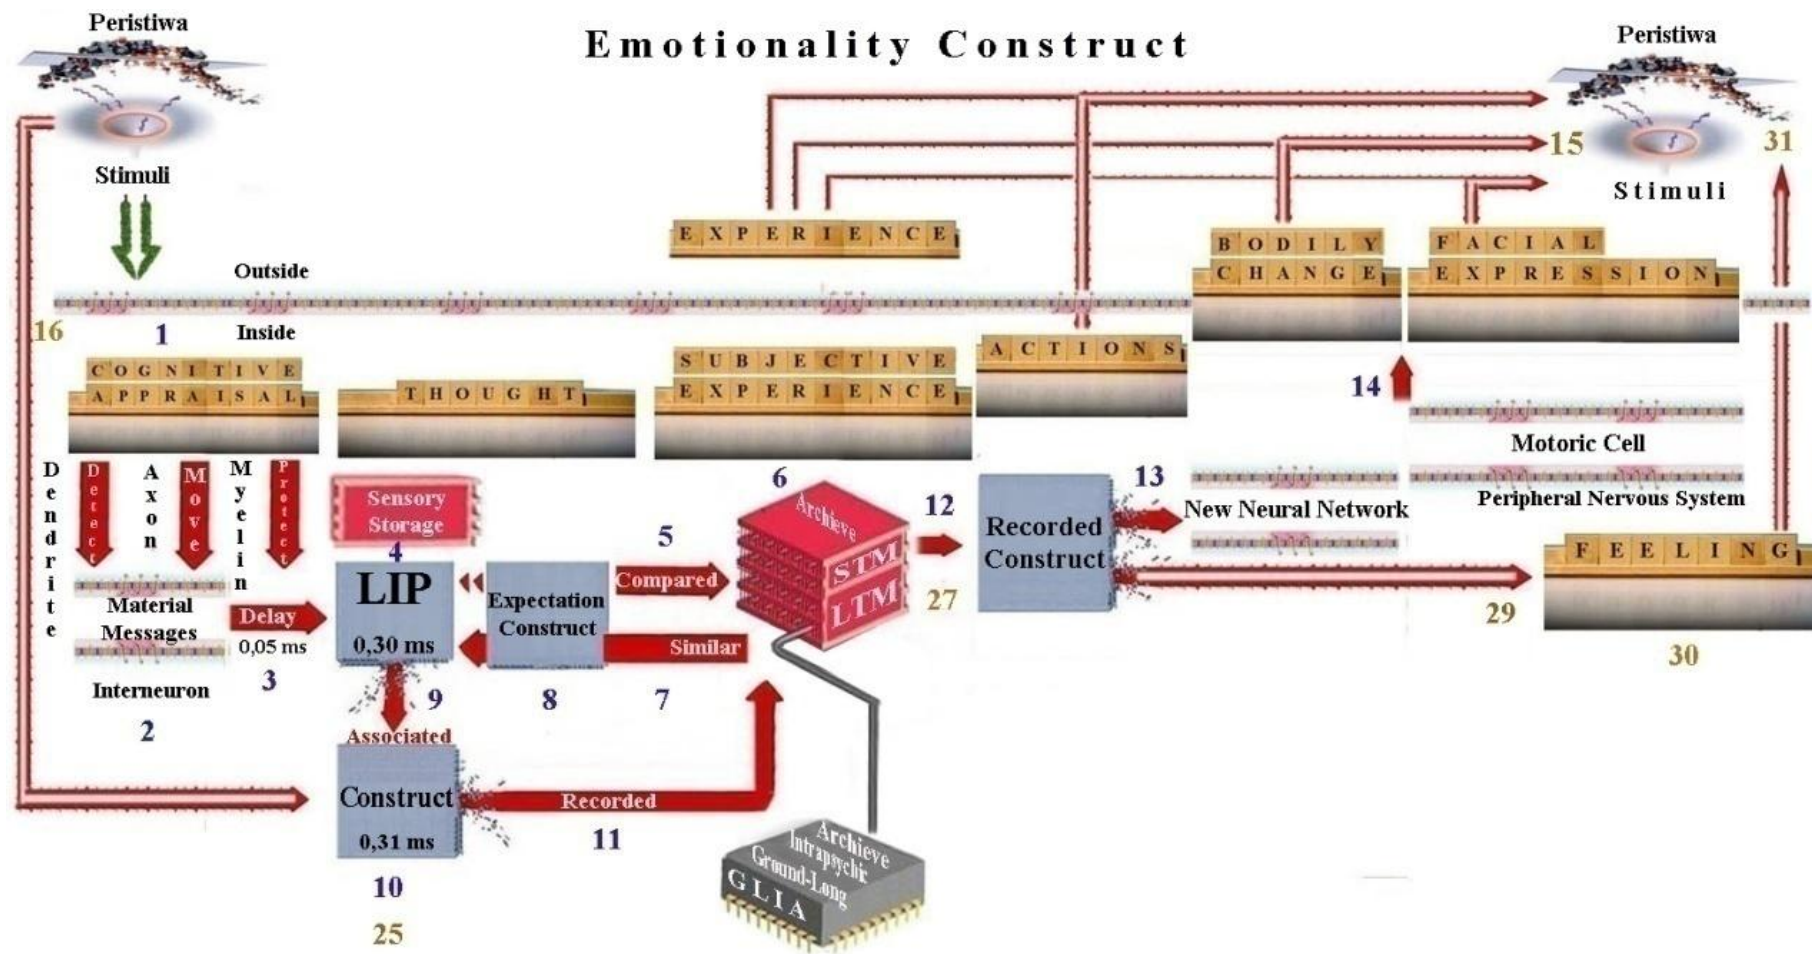 Peristiwa
Emotionality Construct
Peristiwa
15
31
Stimuli
Stimuli
EXPERIENCE
BODILY
CHANGE
FACIAL
EXPRESSION
Outside
16
1
Inside
COGNITIVE
APPRAISAL
THOUGHT
SUBJECTIVE
EXPERIENCE
ACTIONS
14
Motoric Cell
Peripheral Nervous System
Dendrite
Detect
Axon
Move
Myelin
Protect
Sensory
Storage
4
LIP
0,30 ms
Expectation
Construct
5
Compared
6
Archieve
STM
LTM
12
27
Recorded
Construct
13
New Neural Network
FEELING
29
30
Material
Messages
Delay
0,05 ms
3
Interneuron
2
Similar
9
8
7
Associated
Construct
0,31 ms
Recorded
11
10
25
Archieve
Intrapsychic
Ground-Long
GLIA